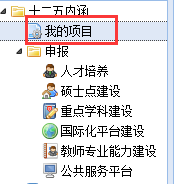 十二五内涵
我的项目
申报
人才培养
硕士点建设
重点学科建设
国际化平台建设
教师专业能力建设
公共服务平台